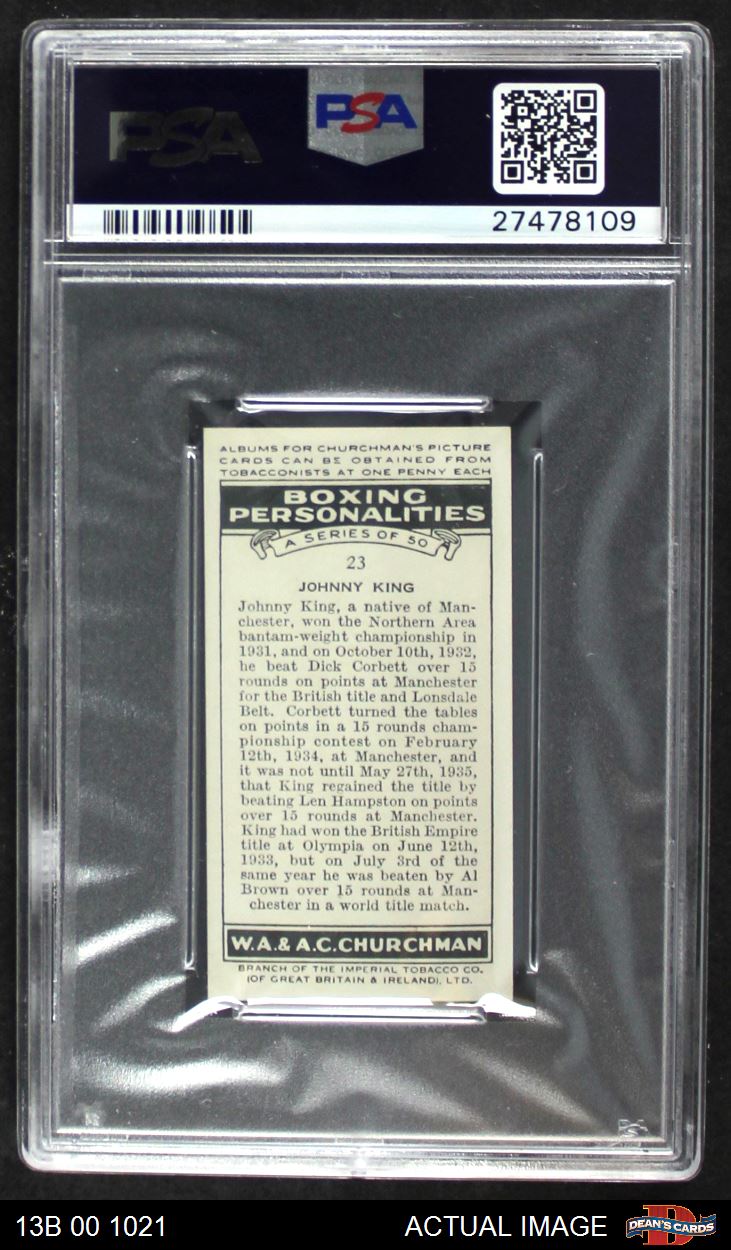 PSA
PSA
27478109
ALBUMS FOR CHURCHMAN'S PICTURE
CARDS CAN BE OBTAINED FROM
TOBACCONISTS AT ONE PENNY EACH
BOXING
PERSONALITIES
A SERIES OF 50
23
JOHNNY KING
Johnny King, a native of Man-
chester, won the Northern Area
bantam-weight championship in
1931, and on October 10th, 1932,
he beat Dick Corbett over 15
rounds on points at Manchester
for the British title and Lonsdale
Belt. Corbett turned the tables
on points in a 15 rounds cham-
pionship contest on February
12th, 1934, at Manchester, and
it was not until May 27th, 1935,
that King regained the title by
beating Len Hampston on points
over 15 rounds at Manchester.
King had won the British Empire
title at Olympia on June 12th,
1933, but on July 3rd of the
same year he was beaten by Al
Brown over 15 rounds at Man-
chester in a world title match.
W.A.& A.C.CHURCHMAN
BRANCH OF THE IMPERIAL TOBACCO CO.
(OF GREAT BRITAIN & IRELAND), LTD.
PSA
13B 00 1021 ACTUAL IMAGE DEAN'S CARDS